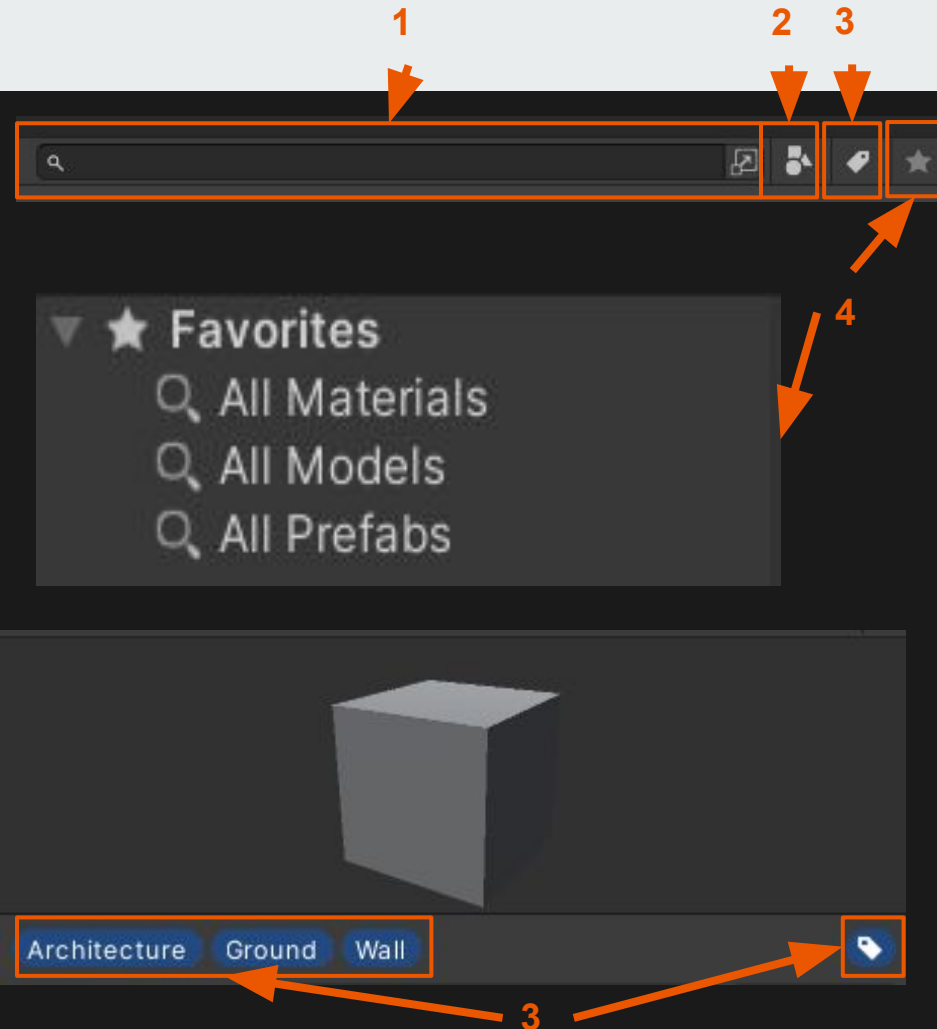 1
2
3
4
Favorites
All Materials
All Models
All Prefabs
Architecture Ground Wall
3